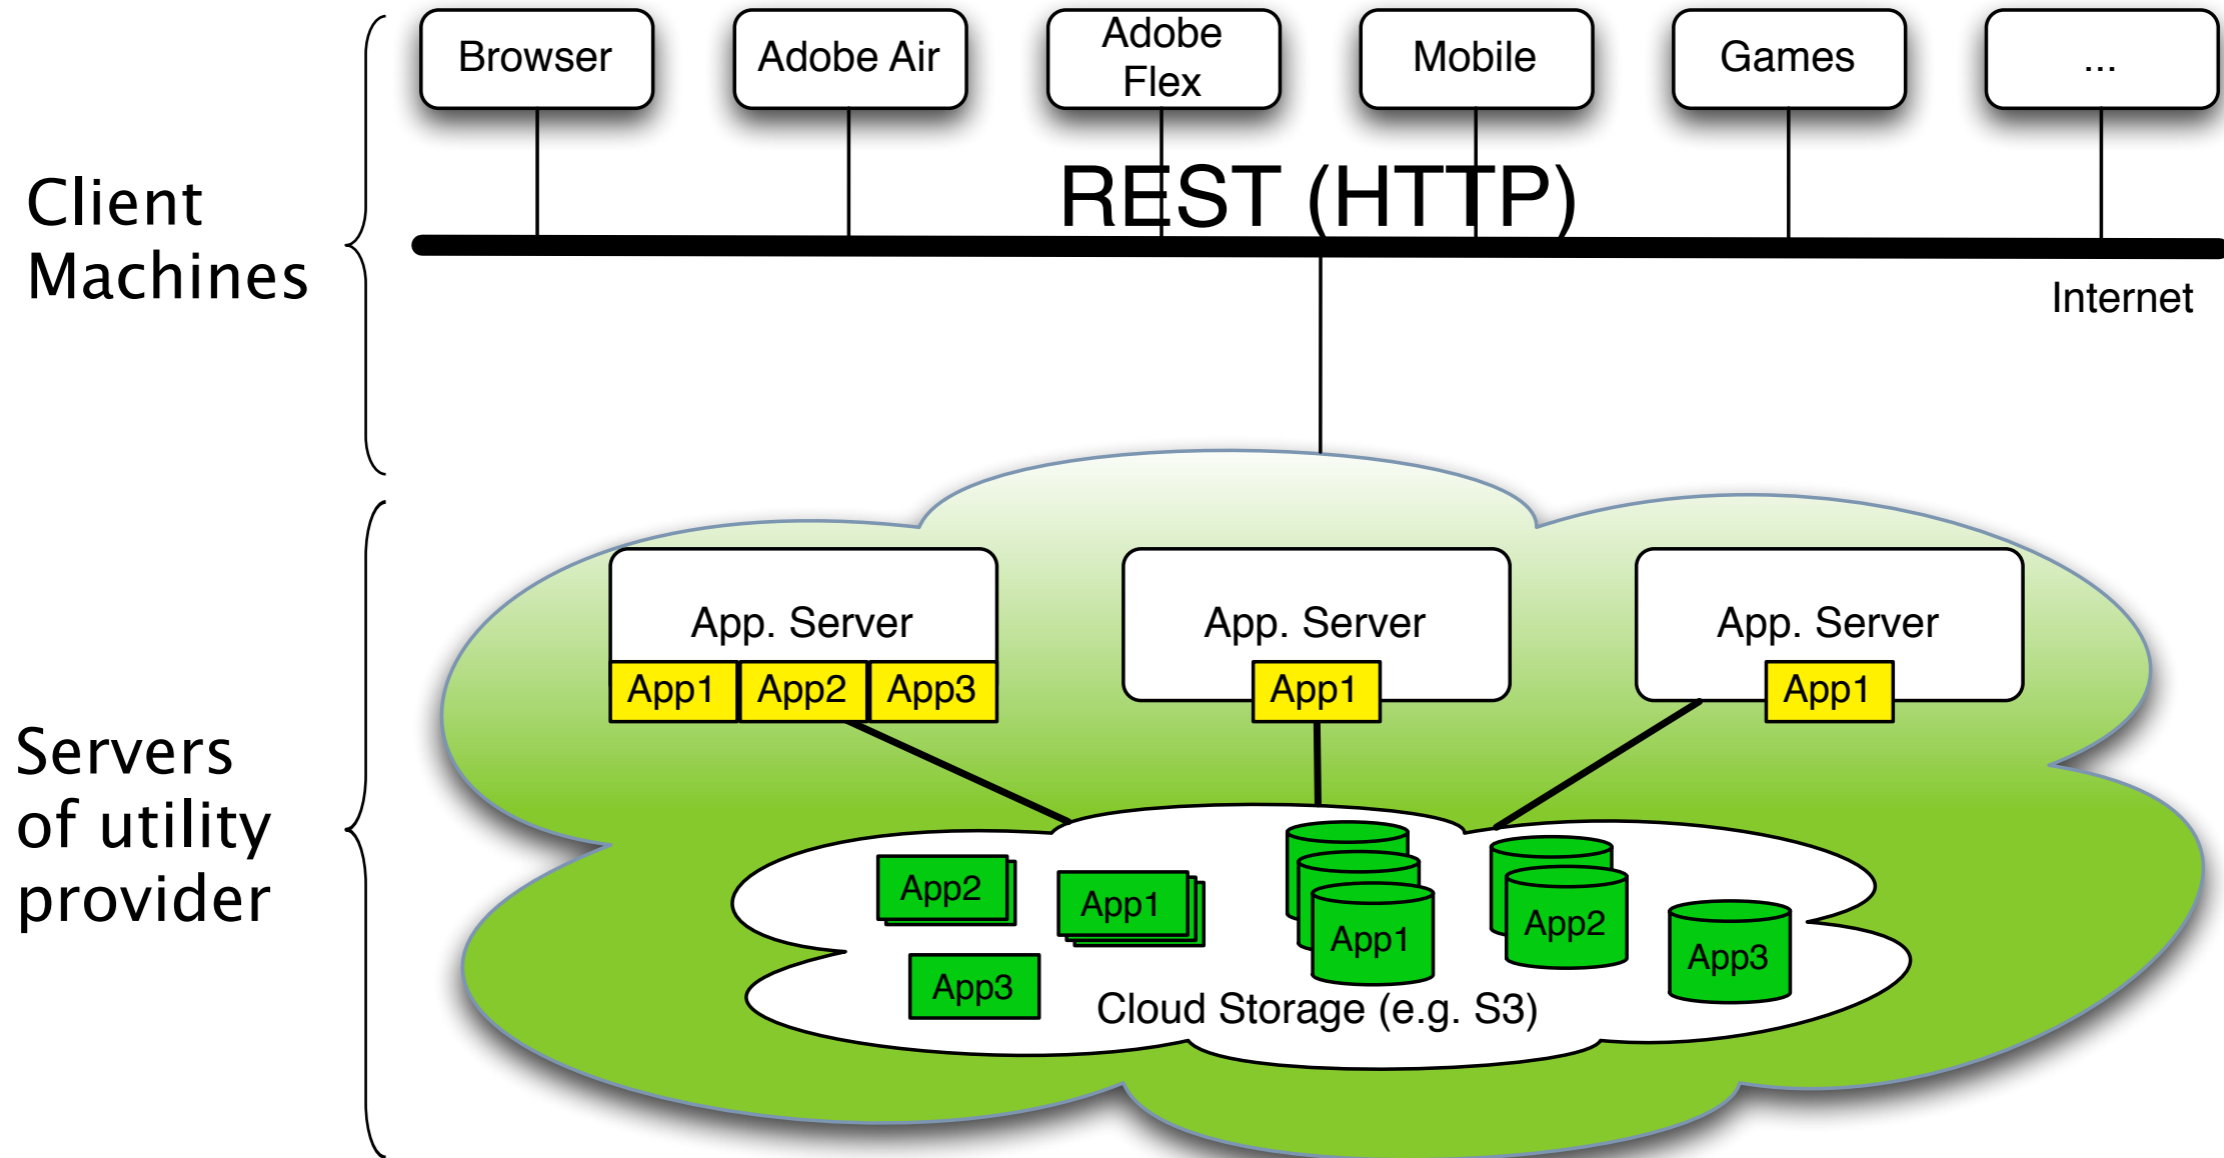 Browser
Adobe Air
Adobe
Flex
Mobile
Games
...
Client
Machines
REST (HTTP)
Internet
App. Server
App. Server
App. Server
App1
App2
App3
App1
App1
Servers
of utility
provider
App2
App1
App3
App1
App2
App3
Cloud Storage (e.g. S3)